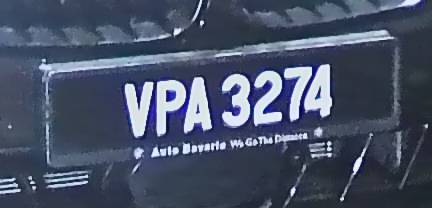 VPA 3274
Auto Bavaria We Go The Distance